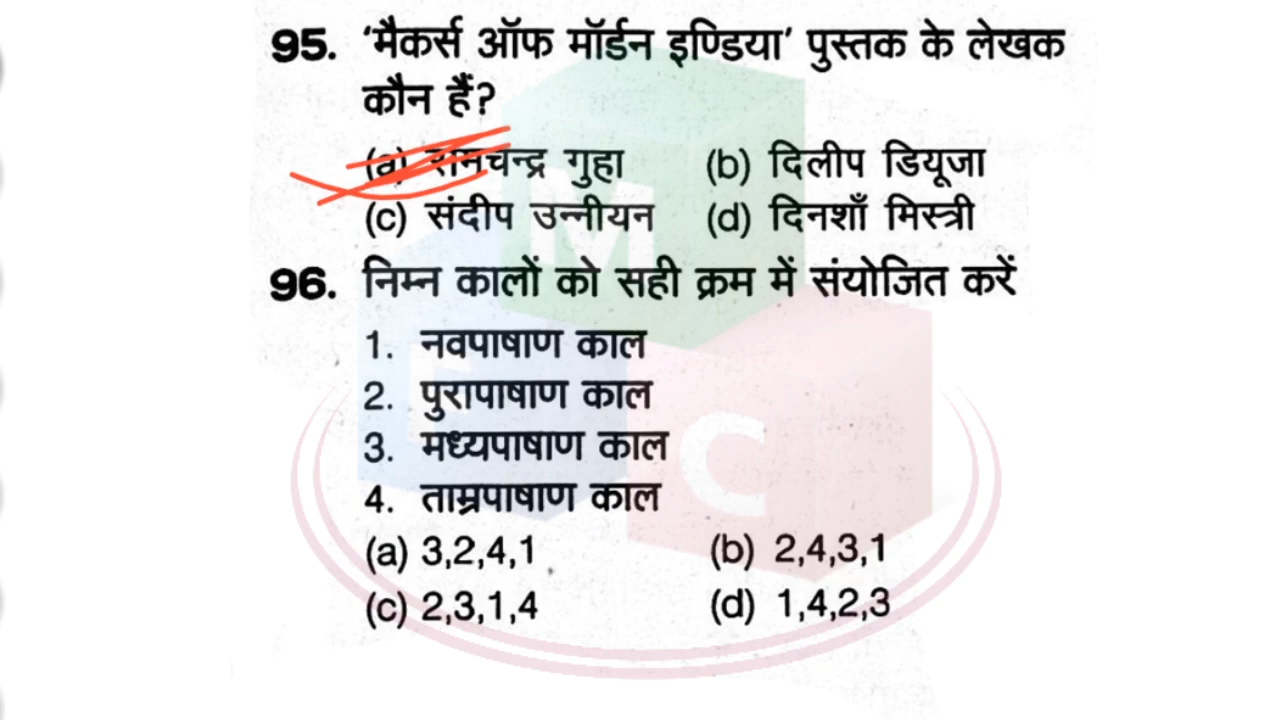 95. ‘मैकर्स ऑफ मॉर्डन इण्डिया’ पुस्तक के लेखक
कौन हैं?
(a) रामचन्द्र गुहा (b) दिलीप डियूजा
(c) संदीप उन्नीयन (d) दिनशाँ मिस्त्री
96. निम्न कालों को सही क्रम में संयोजित करें
1. नवपाषाण काल
2. पुरापाषाण काल
3. मध्यपाषाण काल
4. ताम्रपाषाण काल
(a) 3,2,4,1 (b) 2,4,3,1
(c) 2,3,1,4 (d) 1,4,2,3
M
E
C